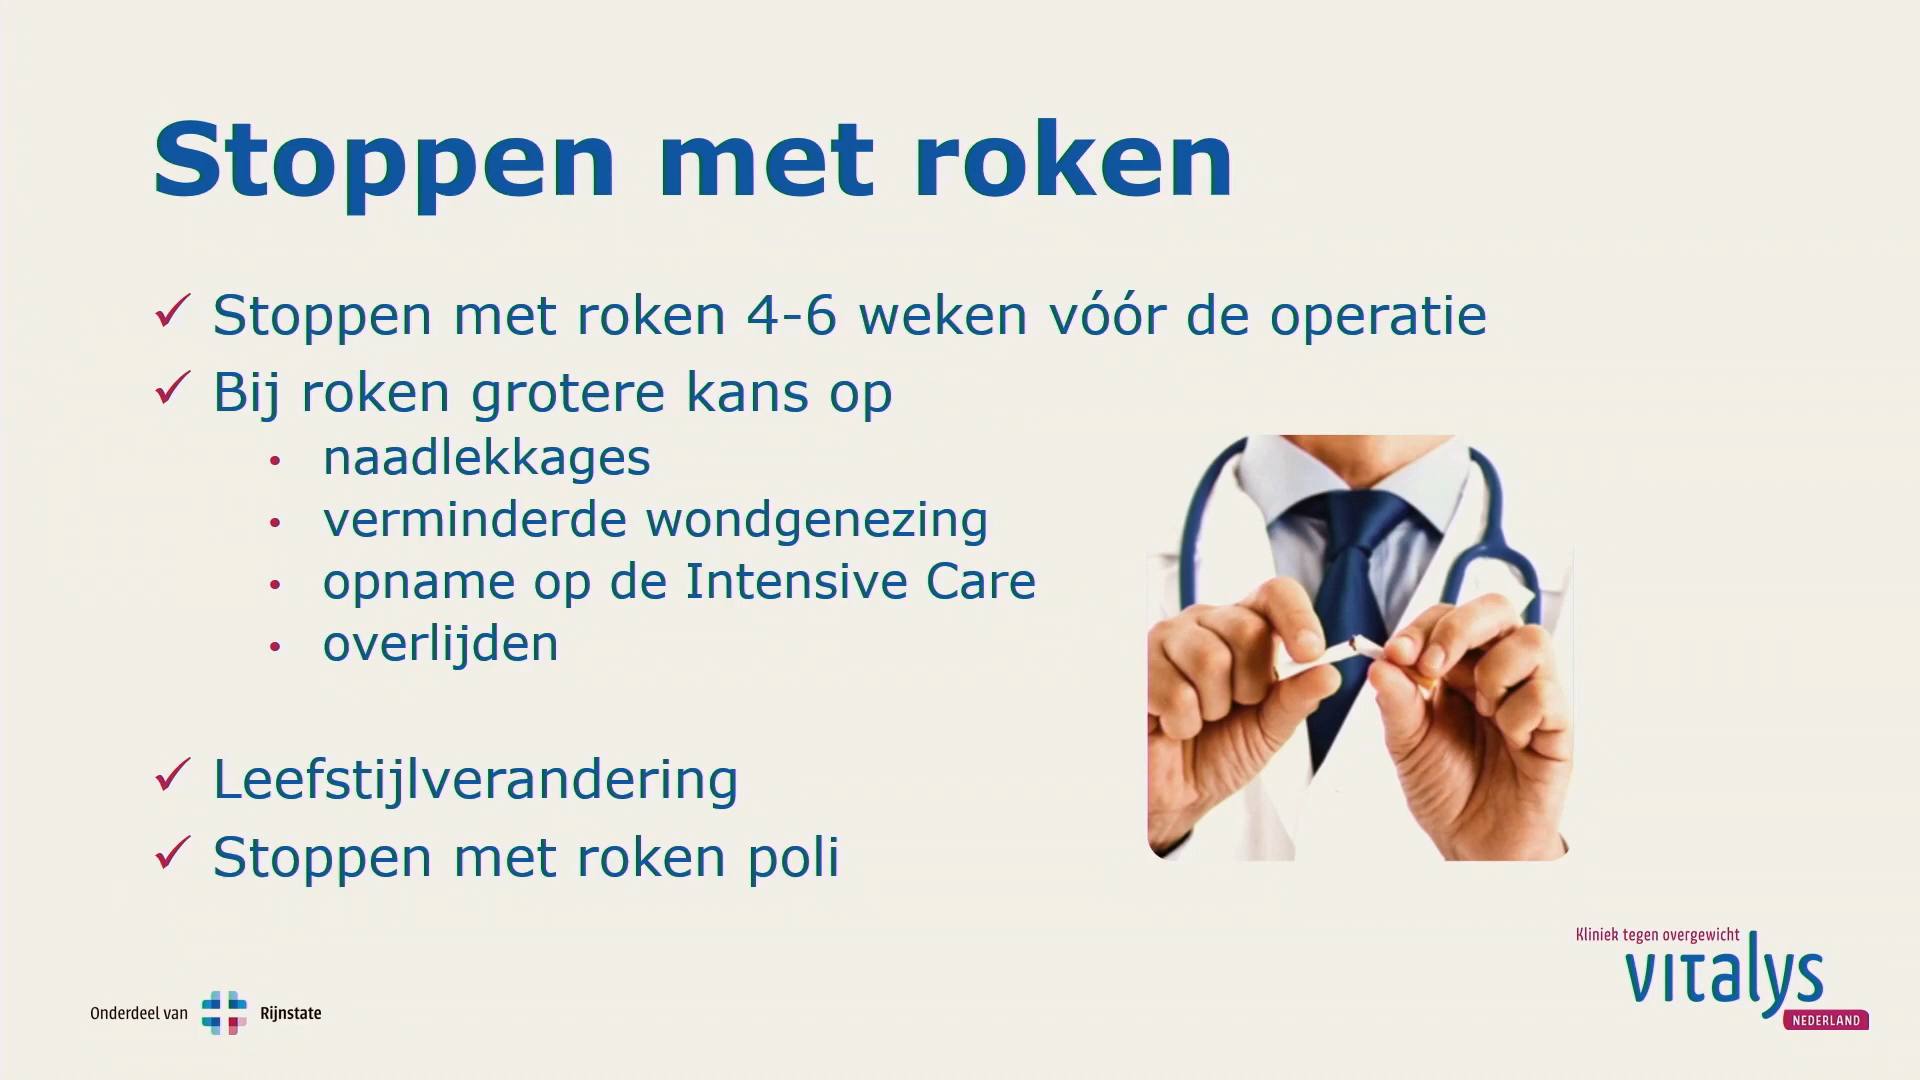 Stoppen met roken
✓ Stoppen met roken 4-6 weken vóór de operatie
✓ Bij roken grotere kans op
• naadlekkages
• verminderde wondgenezing
• opname op de Intensive Care
• overlijden
✓ Leefstijlverandering
✓ Stoppen met roken poli
Kliniek tegen overgewicht
vitalys
NEDERLAND
Onderdeel van Rijnstate